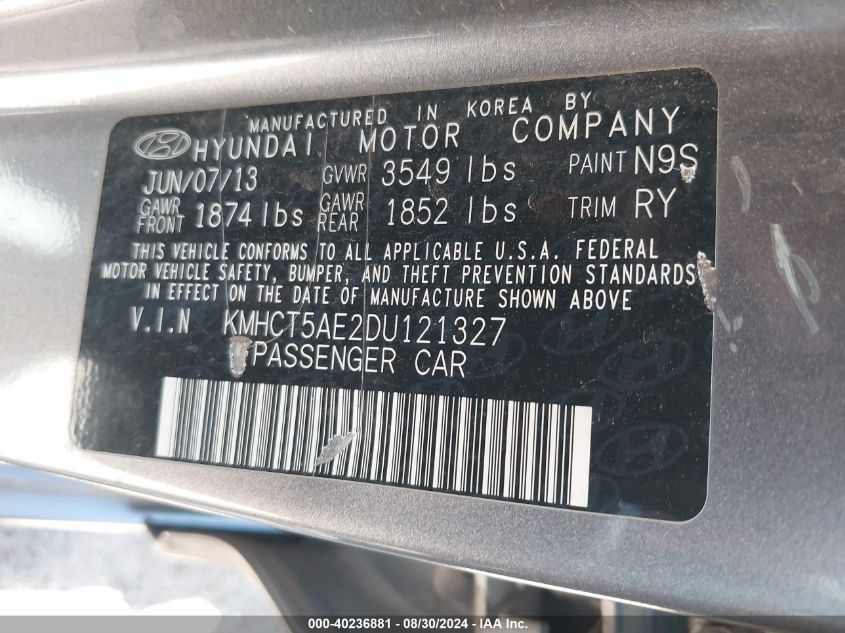 MANUFACTURED IN KOREA BY
HYUNDAI MOTOR COMPANY
JUN/07/13 GVWR 3549 lbs PAINT N9S
GAWR FRONT 1874 lbs GAWR REAR 1852 lbs TRIM RY
THIS VEHICLE CONFORMS TO ALL APPLICABLE U.S.A. FEDERAL
MOTOR VEHICLE SAFETY, BUMPER, AND THEFT PREVENTION STANDARDS
IN EFFECT ON THE DATE OF MANUFACTURE SHOWN ABOVE
V.I.N KMHCT5AE2DU121327
PASSENGER CAR
000-40236881 - 08/30/2024 - IAA Inc.